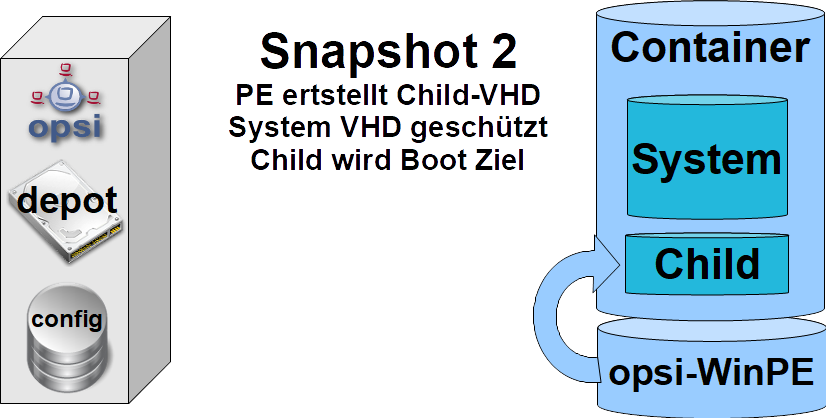 Snapshot 2
PE ertstellt Child-VHD
System VHD geschützt
Child wird Boot Ziel
opsi
depot
config
Container
System
Child
opsi-WinPE